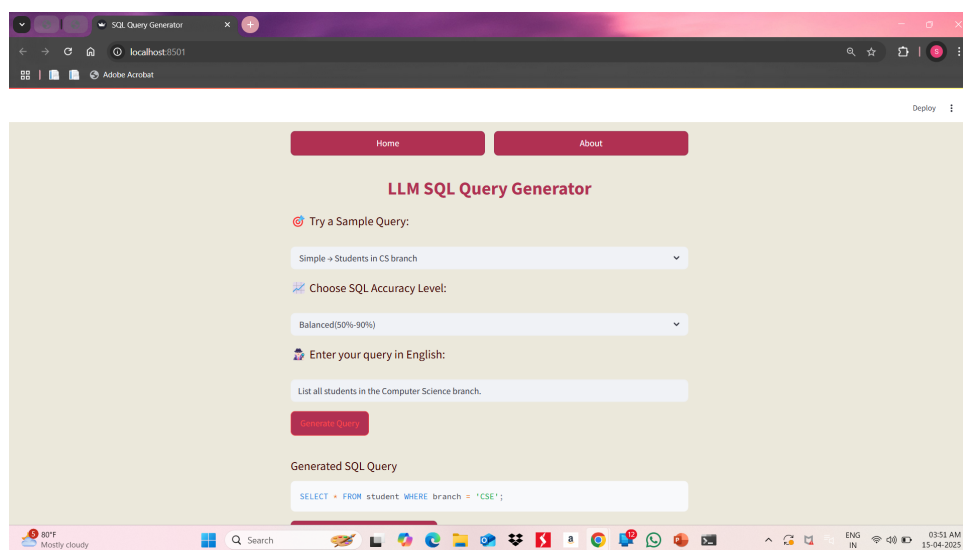 SQL Query Generator
localhost:8501
S
Adobe Acrobat
Deploy
Home
About
LLM SQL Query Generator
Try a Sample Query:
Simple → Students in CS branch
Choose SQL Accuracy Level:
Balanced(50%-90%)
Enter your query in English:
List all students in the Computer Science branch.
Generate Query
Generated SQL Query
SELECT * FROM student WHERE branch = 'CSE';
80°F
Mostly cloudy
Search
ENG
IN
03:51 AM
15-04-2025